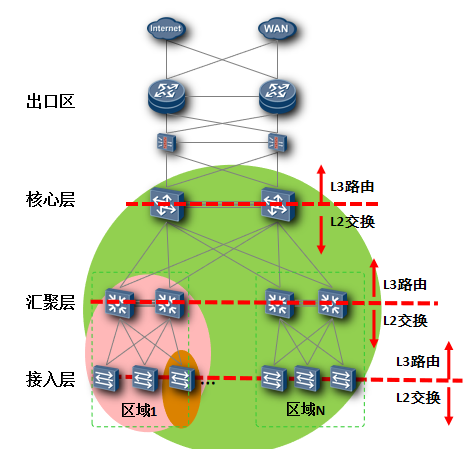 Internet
WAN
出口区
核心层
L3路由
L2交换
汇聚层
L3路由
L2交换
接入层
...
L3路由
L2交换
区域1
区域N